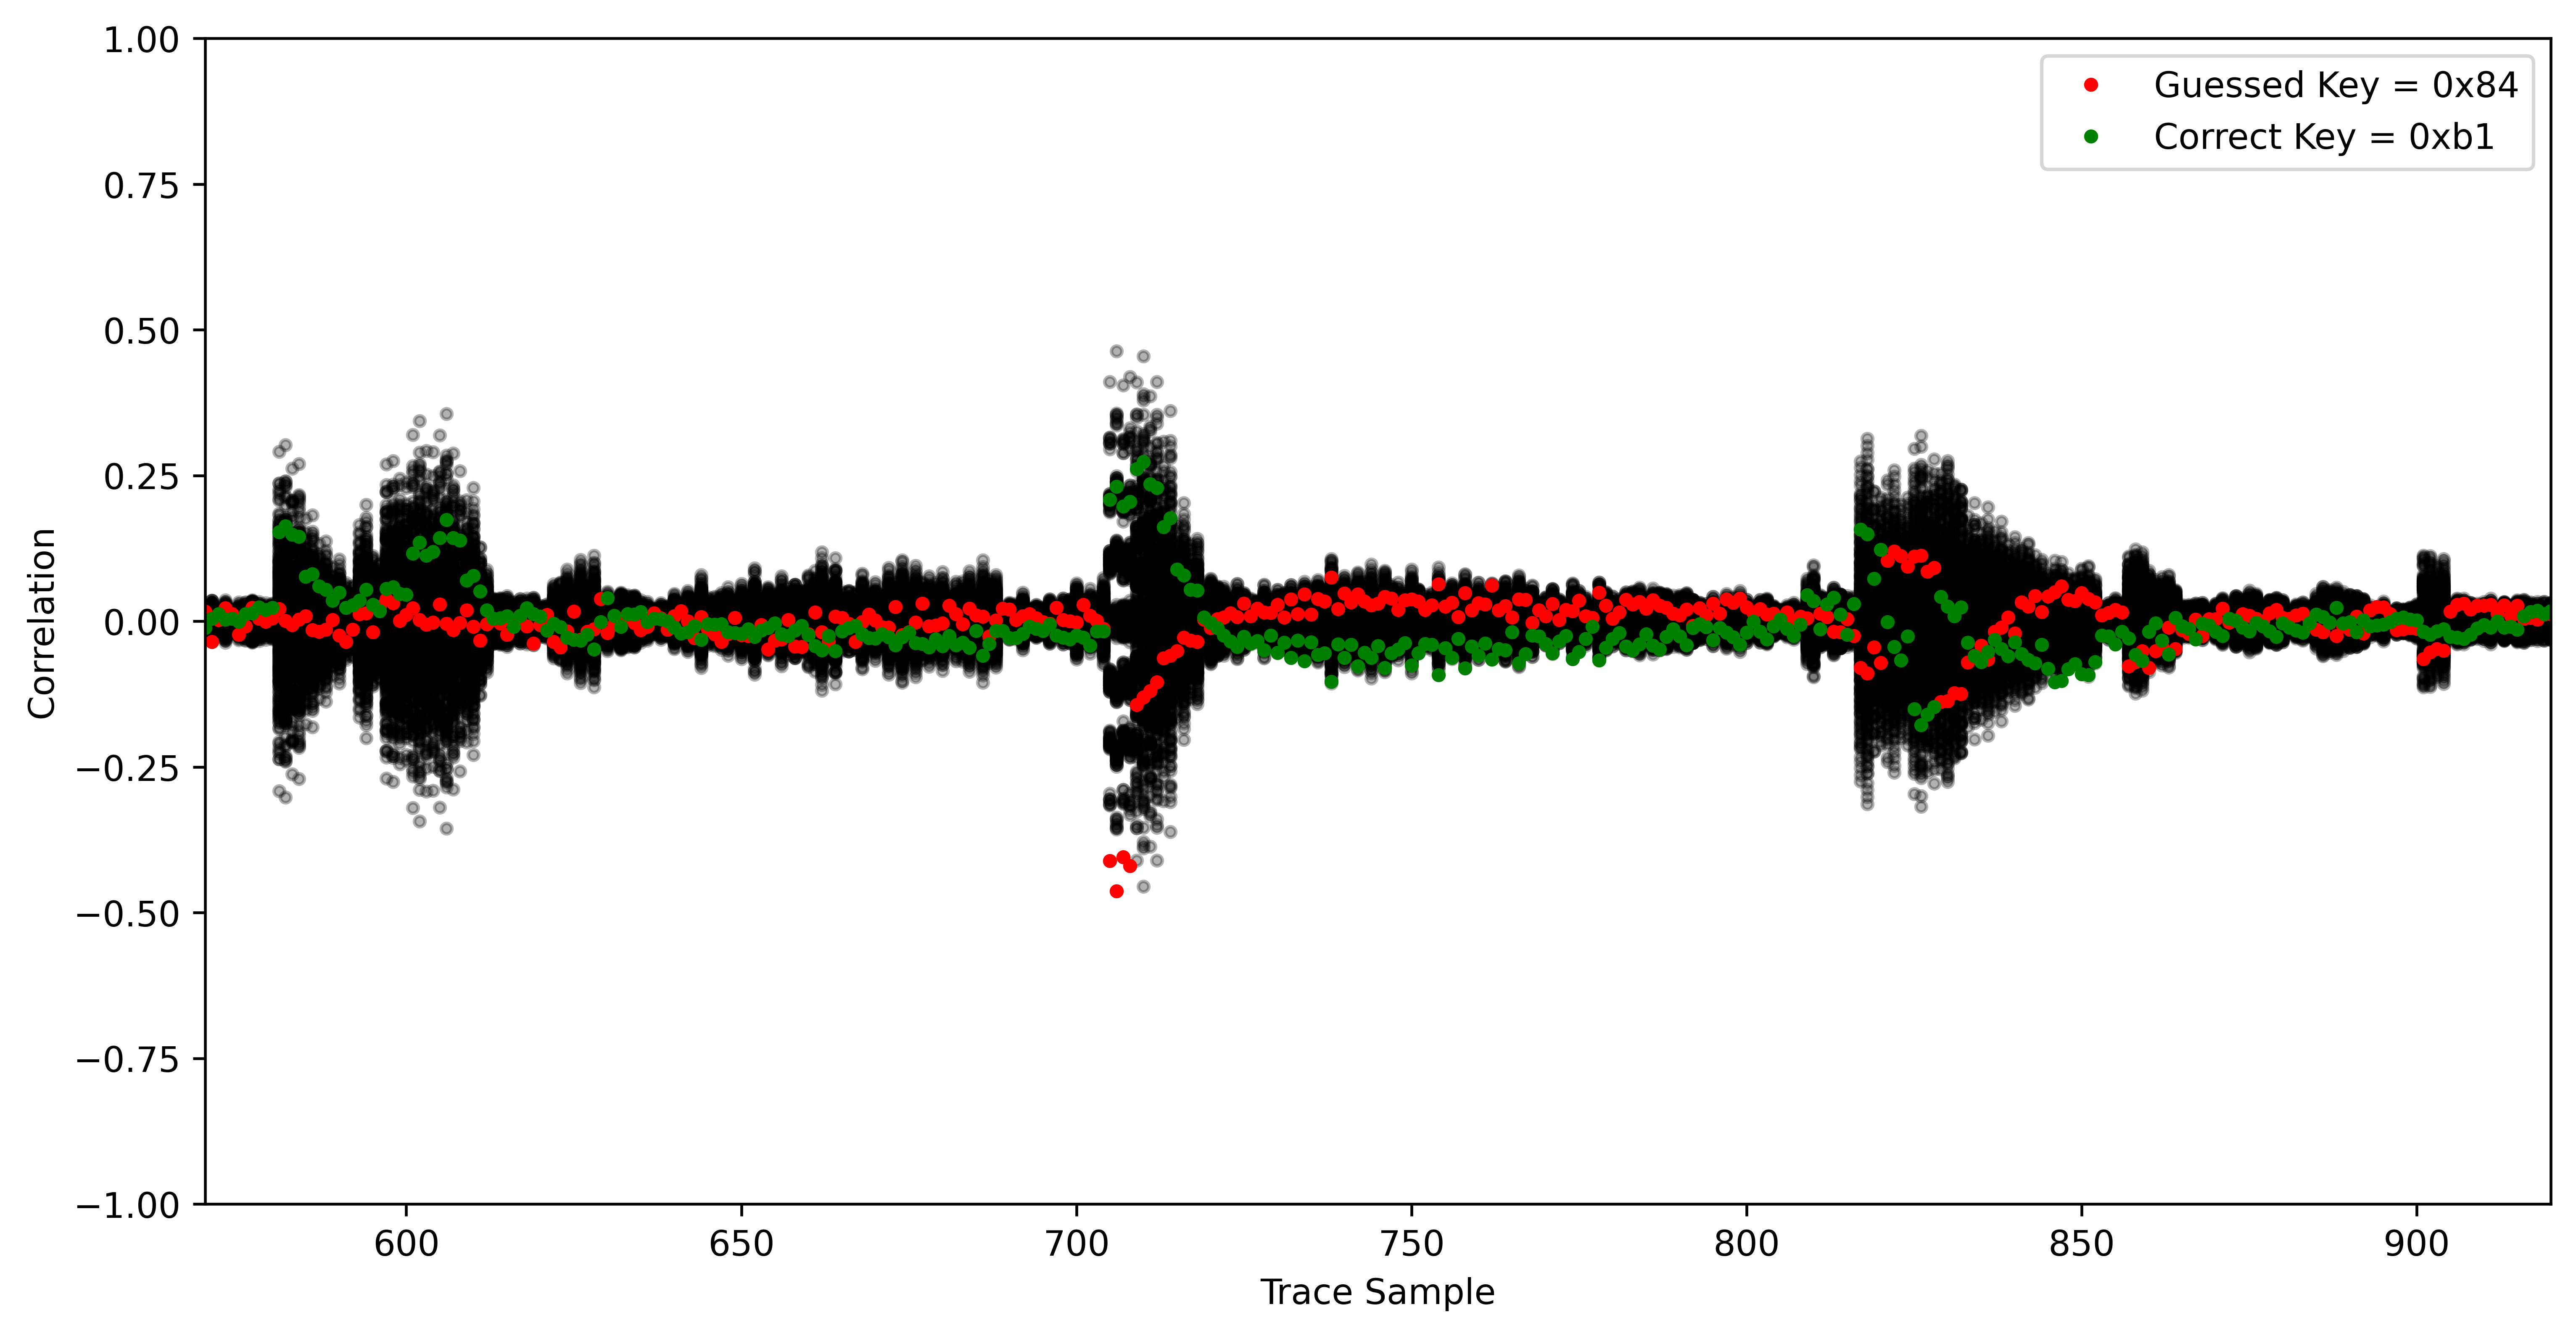 Guessed Key = 0x84
Correct Key = 0xb1
1.00
0.75
0.50
0.25
0.00
−0.25
−0.50
−0.75
−1.00
Correlation
600 650 700 750 800 850 900
Trace Sample